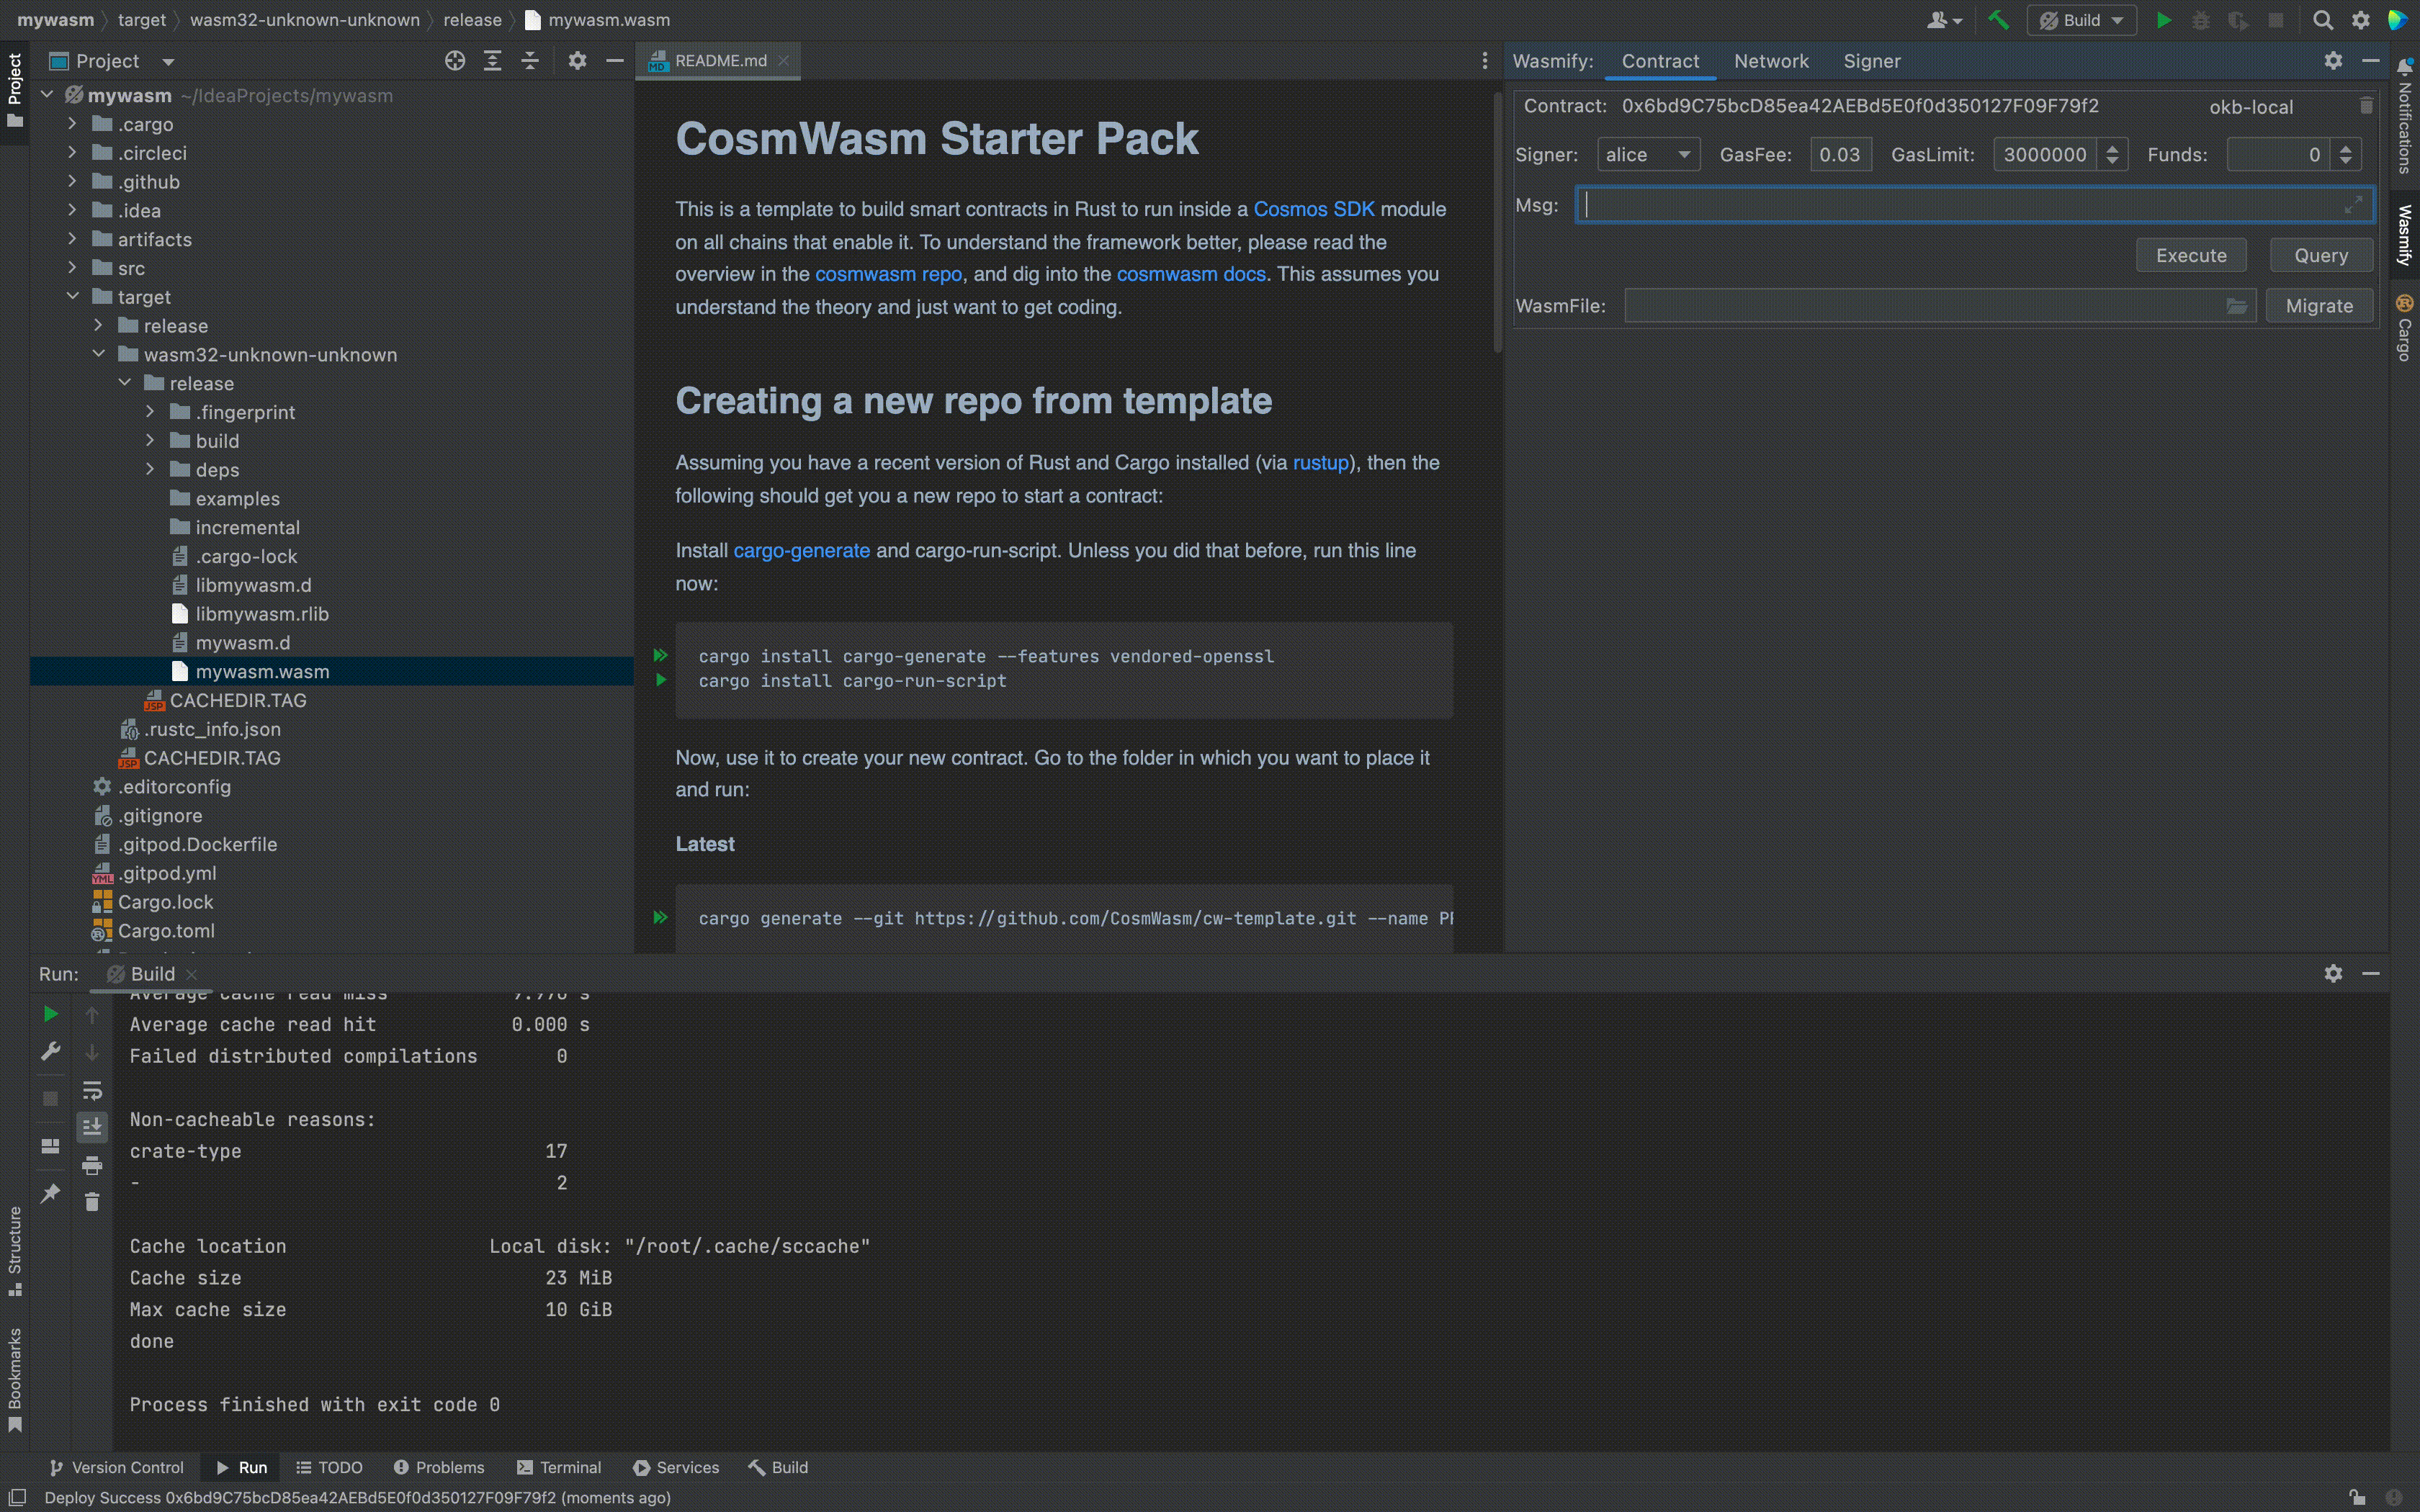 mywasm target wasm32-unknown-unknown release mywasm.wasm
Build
Project
README.md
Wasmify: Contract Network Signer
Project
Notifications
Wasmify
Cargo
Structure
Bookmarks
mywasm ~/IdeaProjects/mywasm
.cargo
.circleci
.github
.idea
artifacts
src
target
release
wasm32-unknown-unknown
release
.fingerprint
build
deps
examples
incremental
.cargo-lock
libmywasm.d
libmywasm.rlib
mywasm.d
mywasm.wasm
CACHEDIR.TAG
.rustc_info.json
CACHEDIR.TAG
.editorconfig
.gitignore
.gitpod.Dockerfile
.gitpod.yml
Cargo.lock
Cargo.toml
CosmWasm Starter Pack
This is a template to build smart contracts in Rust to run inside a Cosmos SDK module
on all chains that enable it. To understand the framework better, please read the
overview in the cosmwasm repo, and dig into the cosmwasm docs. This assumes you
understand the theory and just want to get coding.
Creating a new repo from template
Assuming you have a recent version of Rust and Cargo installed (via rustup), then the
following should get you a new repo to start a contract:
Install cargo-generate and cargo-run-script. Unless you did that before, run this line
now:
cargo install cargo-generate --features vendored-openssl
cargo install cargo-run-script
Now, use it to create your new contract. Go to the folder in which you want to place it
and run:
Latest
cargo generate --git https://github.com/CosmWasm/cw-template.git --name
Contract: 0x6bd9C75bcD85ea42AEBd5E0f0d350127F09F79f2 okb-local
Signer: alice GasFee: 0.03 GasLimit: 3000000 Funds: 0
Msg:
Execute Query
WasmFile: Migrate
Run: Build
Average cache read miss
Average cache read hit 0.000 s
Failed distributed compilations 0
Non-cacheable reasons:
crate-type 17
- 2
Cache location Local disk: "/root/.cache/sccache"
Cache size 23 MiB
Max cache size 10 GiB
done
Process finished with exit code 0
Version Control Run TODO Problems Terminal Services Build
Deploy Success 0x6bd9C75bcD85ea42AEBd5E0f0d350127F09F79f2 (moments ago)